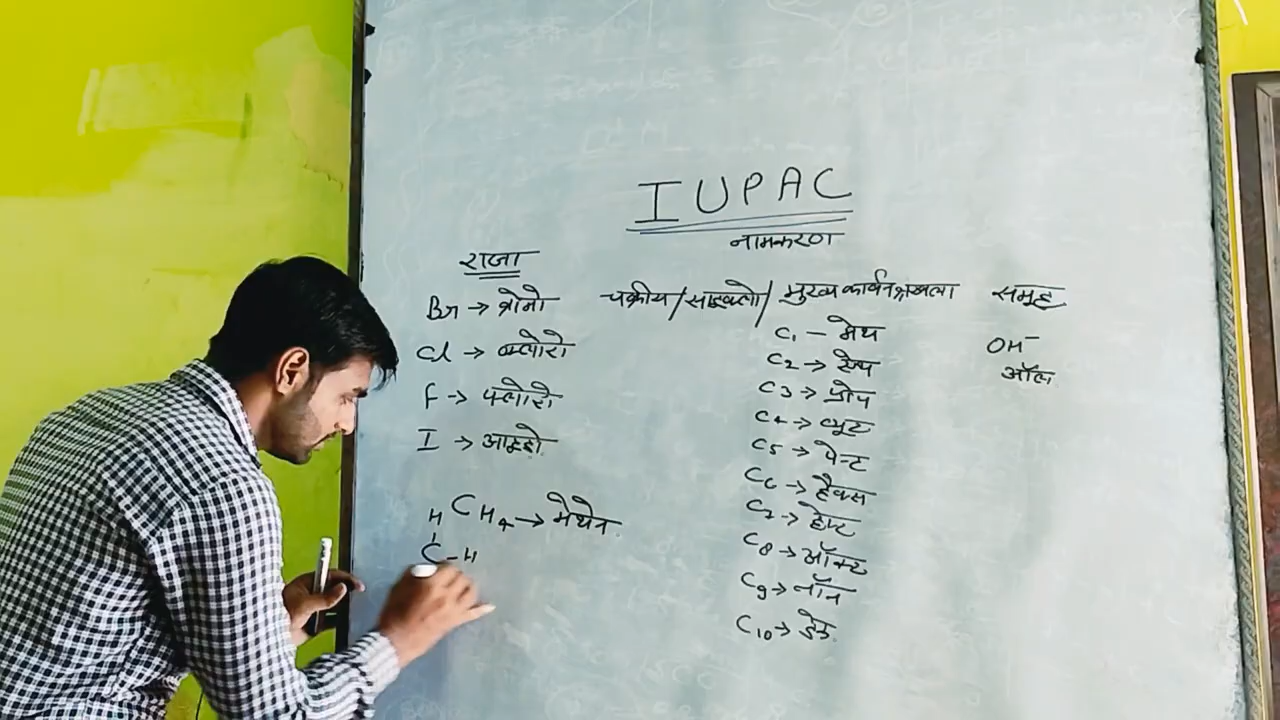 IUPAC
नामकरण
राजा
Br → ब्रोमो
Cl → क्लोरो
F → फ्लोरो
I → आइडो
CH4 → मेथेन
H
C - H
चक्रीय / साइक्लो /
मुख्य कार्बन श्रृंखला
C1 - मेथ
C2 → ऐथ
C3 → प्रोप
C4 → ब्यूट
C5 → पेन्ट
C6 → हैक्स
C7 → हेप्ट
C8 → ऑक्ट
C9 → नॉन
C10 → डेक
समूह
OH-
ऑल